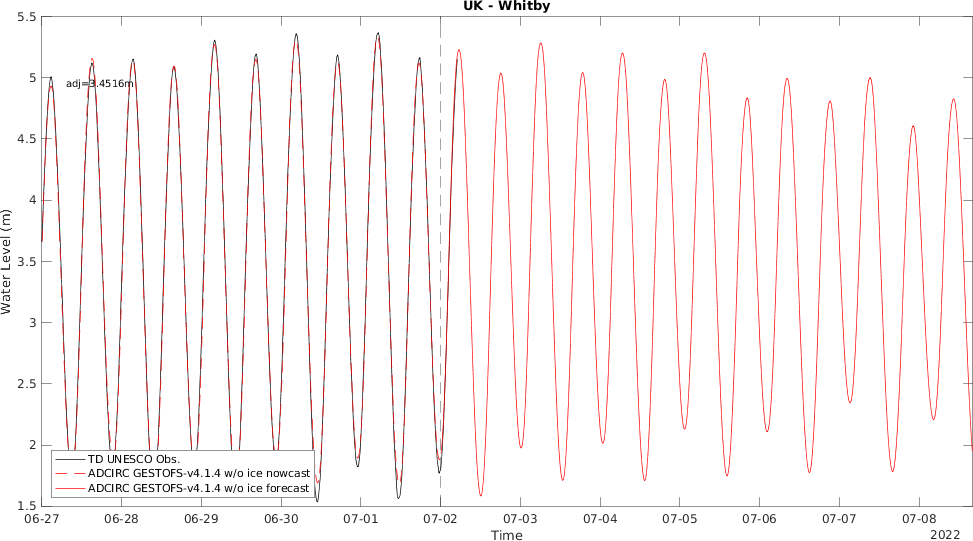 UK - Whitby
5.5
5
4.5
4
3.5
3
2.5
2
1.5
Water Level (m)
adj=3.4516m
TD UNESCO Obs.
ADCIRC GESTOFS-v4.1.4 w/o ice nowcast
ADCIRC GESTOFS-v4.1.4 w/o ice forecast
06-27 06-28 06-29 06-30 07-01 07-02 07-03 07-04 07-05 07-06 07-07 07-08
2022
Time